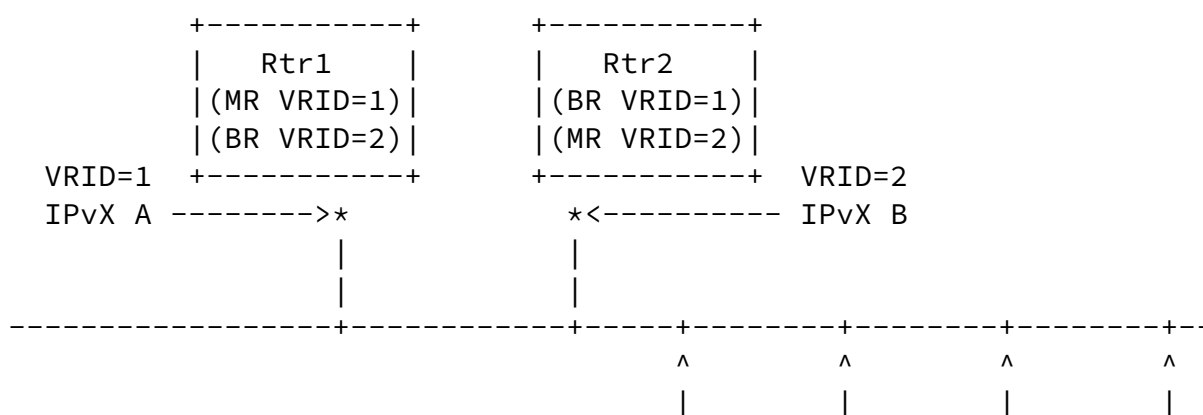 +-----------+      +-----------+
|   Rtr1    |      |   Rtr2    |
|(MR VRID=1)|      |(BR VRID=1)|
|(BR VRID=2)|      |(MR VRID=2)|
VRID=1  +-----------+      +-----------+  VRID=2
IPvX A -------->*            *<---------- IPvX B
|            |
|            |
------------------+------------+-----+--------+--------+--------+--
^        ^        ^        ^
|        |        |        |